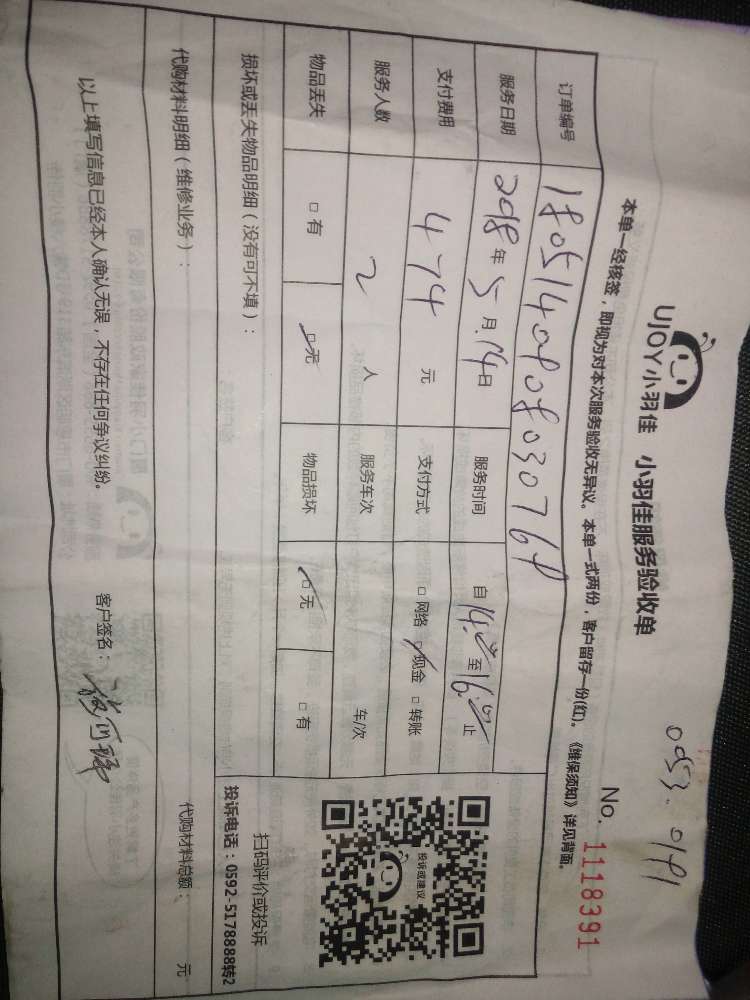 UJOY小羽佳 小羽佳服务验收单
No. 1118391
本单一经核签，即视为对本次服务验收无异议。本单一式两份，客户留存一份(红)。《维保须知》详见背面。
订单编号
服务日期 2018年5月14日 服务时间 自14:00至16:00止
支付费用 474元 支付方式 □网络 □现金 □转账
服务人数 2人 服务车次 车/次
物品丢失 □有 □无 物品损坏 □无 □有
损坏或丢失物品明细（没有可不填）：
代购材料明细（维修业务）： 代购材料总额： 元
以上填写信息已经本人确认无误，不存在任何争议纠纷。 客户签名：
投诉或建议
扫码评价或投诉
投诉电话：0592-5178888转2